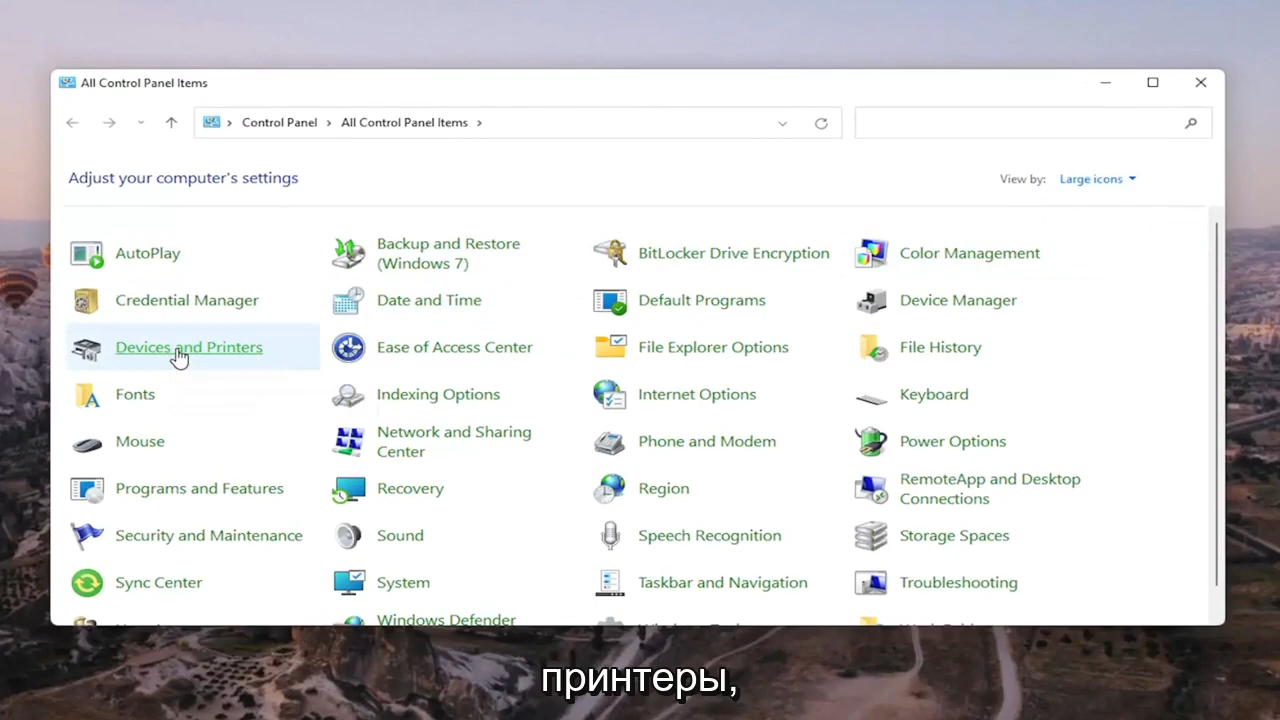 All Control Panel Items
Control Panel > All Control Panel Items >
Adjust your computer's settings
View by: Large icons
AutoPlay
Backup and Restore
(Windows 7)
BitLocker Drive Encryption
Color Management
Credential Manager
Date and Time
Default Programs
Device Manager
Devices and Printers
Ease of Access Center
File Explorer Options
File History
Fonts
Indexing Options
Internet Options
Keyboard
Mouse
Network and Sharing
Center
Phone and Modem
Power Options
Programs and Features
Recovery
Region
RemoteApp and Desktop
Connections
Security and Maintenance
Sound
Speech Recognition
Storage Spaces
Sync Center
System
Taskbar and Navigation
Troubleshooting
Windows Defender
принтеры,